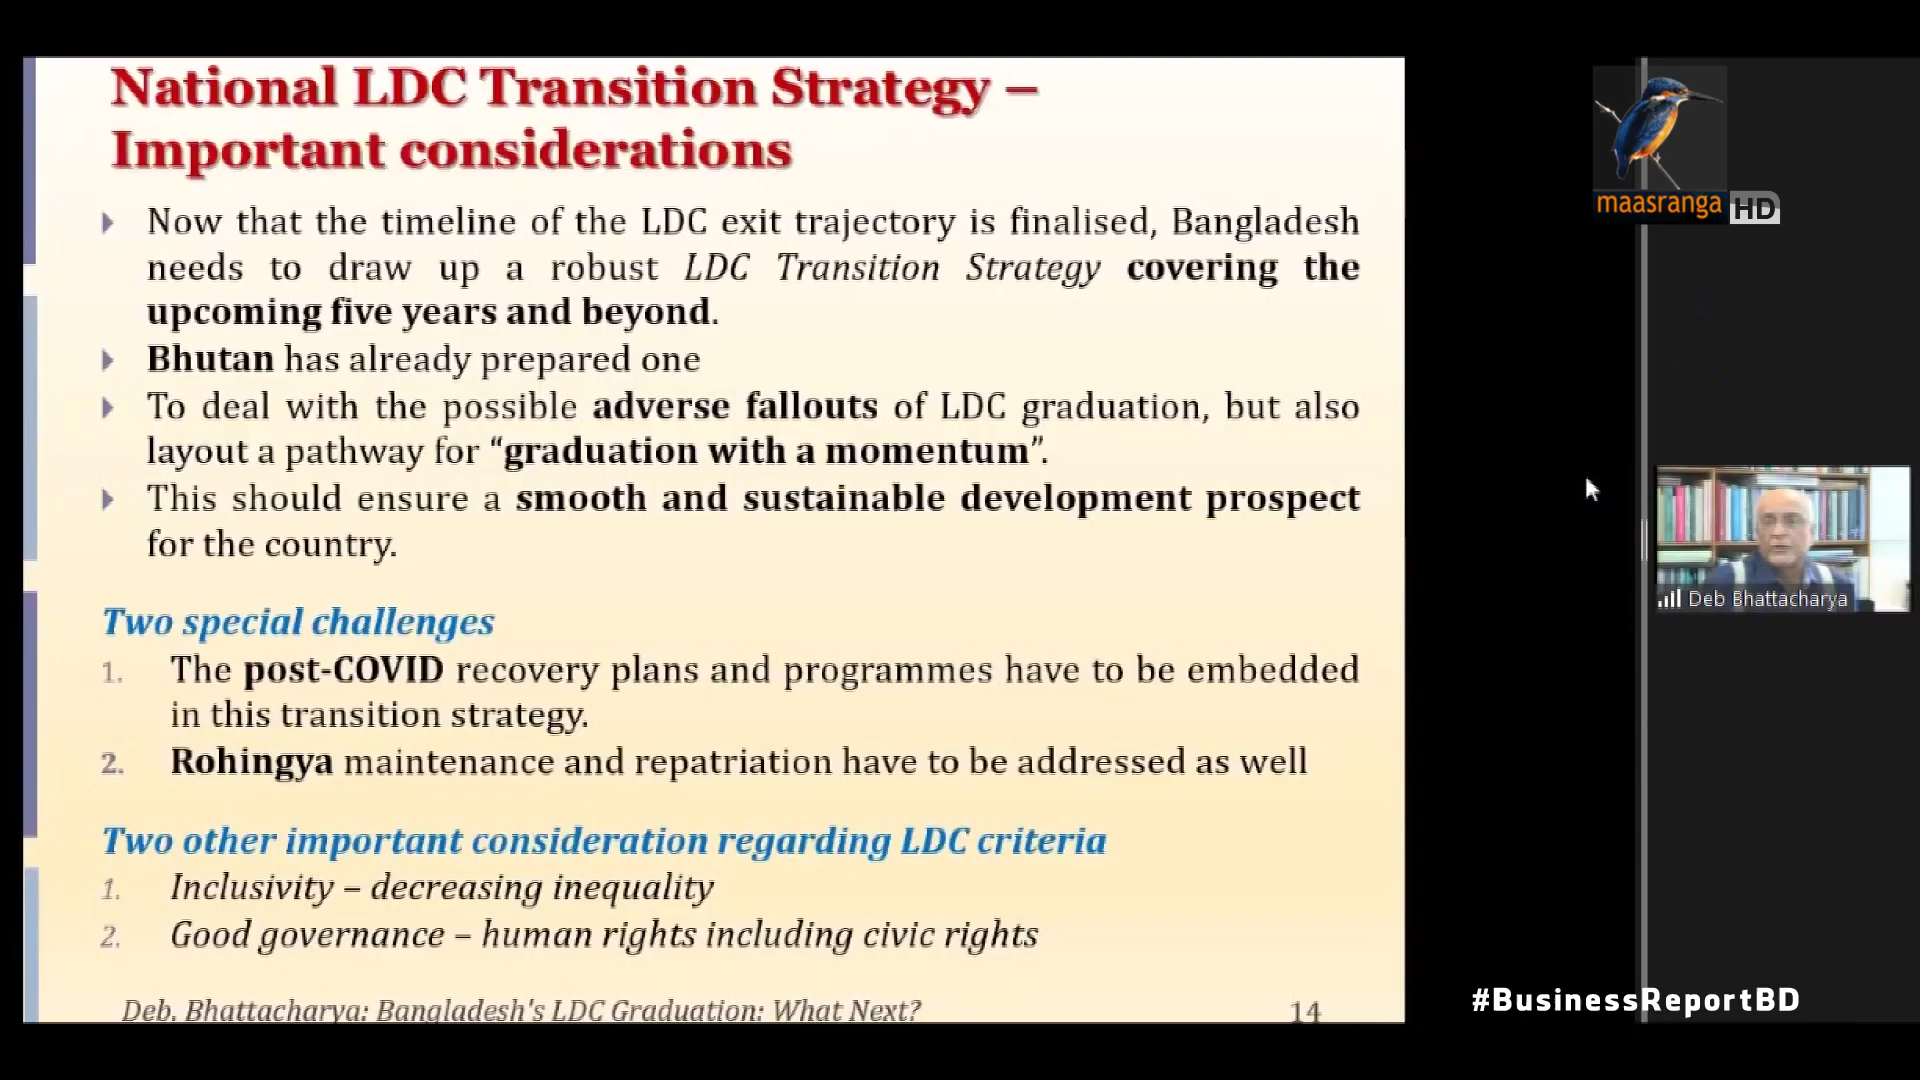 National LDC Transition Strategy –
Important considerations
Now that the timeline of the LDC exit trajectory is finalised, Bangladesh
needs to draw up a robust LDC Transition Strategy covering the
upcoming five years and beyond.
Bhutan has already prepared one
To deal with the possible adverse fallouts of LDC graduation, but also
layout a pathway for “graduation with a momentum”.
This should ensure a smooth and sustainable development prospect
for the country.
Two special challenges
1. The post-COVID recovery plans and programmes have to be embedded
in this transition strategy.
2. Rohingya maintenance and repatriation have to be addressed as well
Two other important consideration regarding LDC criteria
1. Inclusivity – decreasing inequality
2. Good governance – human rights including civic rights
Deb. Bhattacharya: Bangladesh's LDC Graduation: What Next? 14
maasranga HD
Deb Bhattacharya
#BusinessReportBD